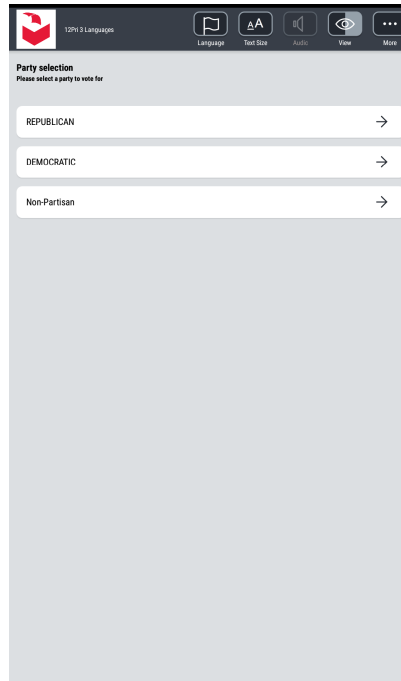 12Pri 3 Languages
Language
AA
Text Size
Audio
View
More
Party selection
Please select a party to vote for
REPUBLICAN
DEMOCRATIC
Non-Partisan